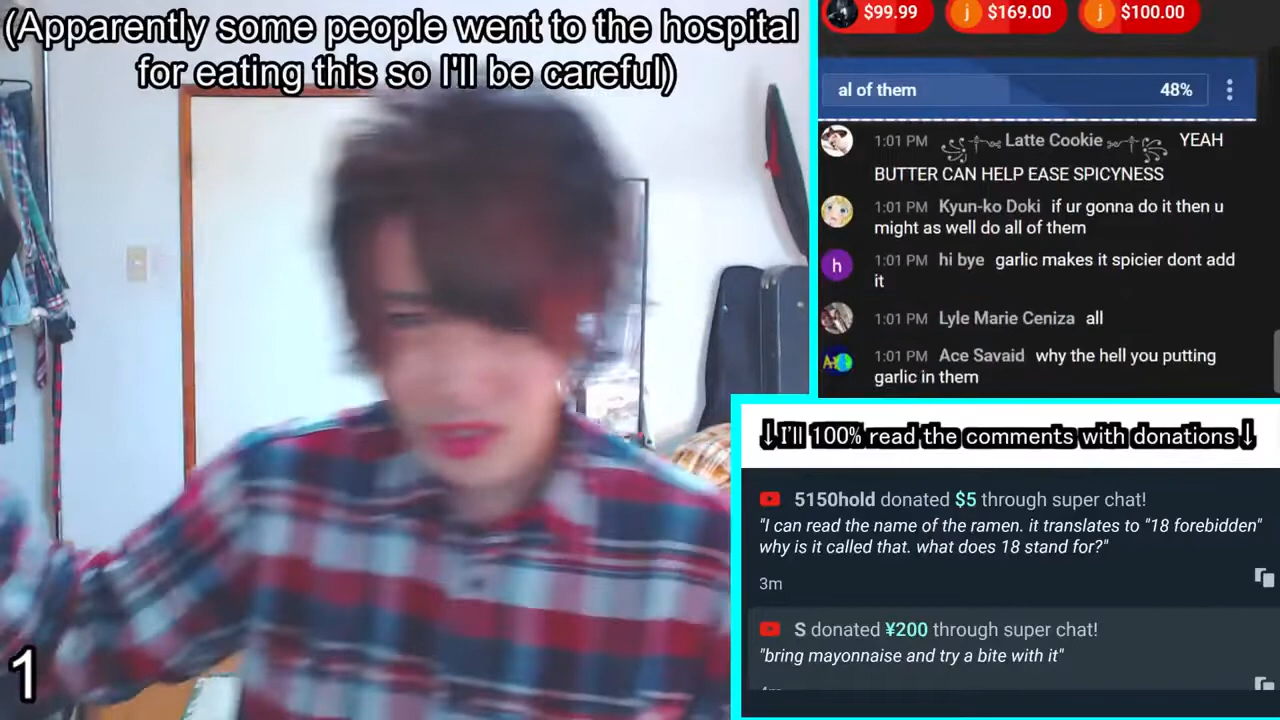 (Apparently some people went to the hospital
for eating this so I'll be careful)
1
$99.99
j $169.00
j $100.00
al of them 48%
1:01 PM Latte Cookie YEAH
BUTTER CAN HELP EASE SPICYNESS
1:01 PM Kyun-ko Doki if ur gonna do it then u
might as well do all of them
h 1:01 PM hi bye garlic makes it spicier dont add
it
1:01 PM Lyle Marie Ceniza all
1:01 PM Ace Savaid why the hell you putting
garlic in them
↓I'll 100% read the comments with donations↓
5150hold donated $5 through super chat!
"I can read the name of the ramen. it translates to "18 forebidden"
why is it called that. what does 18 stand for?"
3m
S donated ¥200 through super chat!
"bring mayonnaise and try a bite with it"